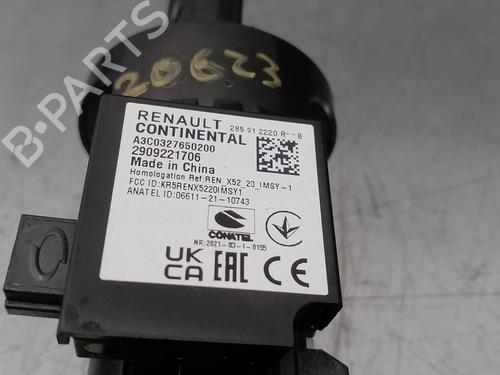 B-PARTS
20623
RENAULT
285 91 2220 R--B
CONTINENTAL
A3C0327650200
2909221706
Made in China
Homologation Ref:REN_X52_20_IMSY-1
FCC ID:KR5RENX5220IMSY1
ANATEL ID:06611-21-10743
CONATEL
NR:2021-03-I-0155
UK
CA
EAC
CE